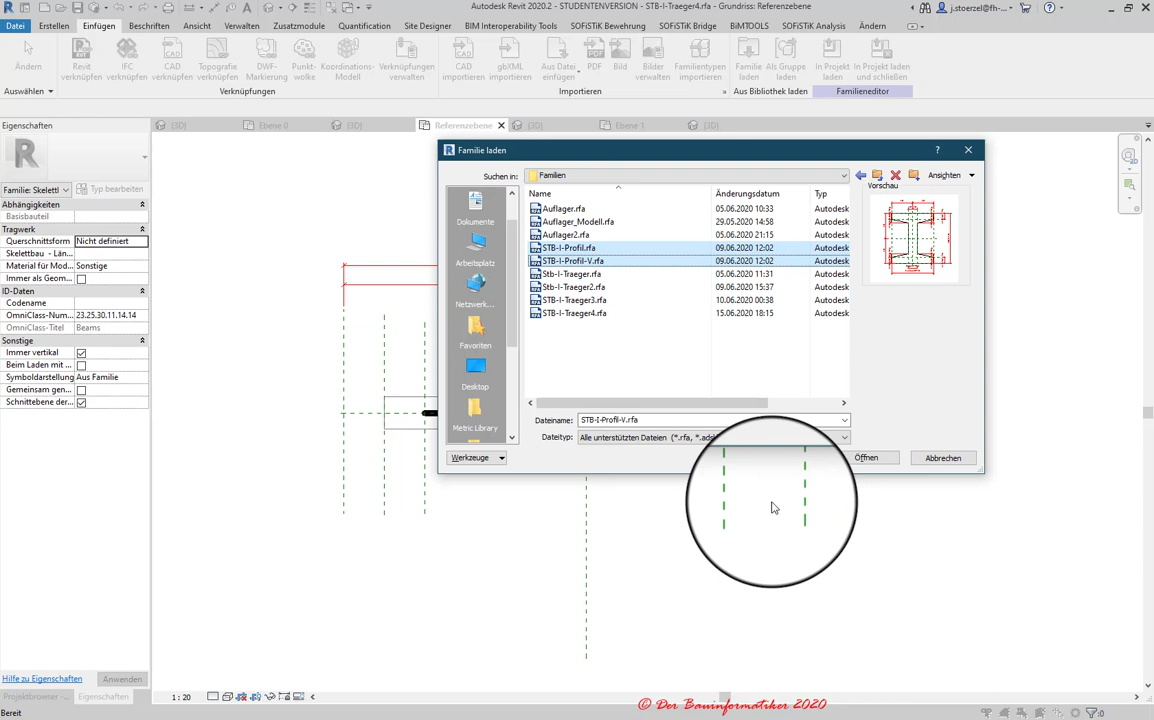 Autodesk Revit 2020.2 - STUDENTENVERSION - STB-I-Traeger4.rfa - Grundriss: Referenzebene
j.stoerzel@fh-...
Datei Erstellen Einfügen Beschriften Ansicht Verwalten Zusatzmodule Quantification Site Designer BIM Interoperability Tools SOFiSTiK Bewehrung SOFiSTiK Bridge BiMTOOLS SOFiSTiK Analysis Ändern
Ändern
Revit verknüpfen
IFC verknüpfen
CAD verknüpfen
Topografie verknüpfen
DWF-Markierung
Punkt-wolke
Koordinations-Modell
Verknüpfungen verwalten
CAD importieren
gbXML importieren
Aus Datei einfügen
PDF
Bild
Bilder verwalten
Familientypen importieren
Familie laden
Als Gruppe laden
In Projekt laden
In Projekt laden und schließen
Auswählen Verknüpfungen Importieren Aus Bibliothek laden Familieneditor
Eigenschaften
{3D} Ebene 0 {3D} Referenzebene {3D} Ebene 1 {3D}
Familie: Skelettl Typ bearbeiten
Abhängigkeiten
Basisbauteil
Tragwerk
Querschnittsform Nicht definiert
Skelettbau - Län...
Material für Mod... Sonstige
Immer als Geom...
ID-Daten
Codename
OmniClass-Num... 23.25.30.11.14.14
OmniClass-Titel Beams
Sonstige
Immer vertikal
Beim Laden mit ...
Symboldarstellung Aus Familie
Gemeinsam gen...
Schnittebene der...
Hilfe zu Eigenschaften Anwenden
Projektbrowser -... Eigenschaften
Bereit
1 : 20
:0
Familie laden
Suchen in: Familien Ansichten
Vorschau
Name Änderungsdatum Typ
Auflager.rfa 05.06.2020 10:33 Autodesk
Auflager_Modell.rfa 29.05.2020 14:58 Autodesk
Auflager2.rfa 05.06.2020 21:15 Autodesk
STB-I-Profil.rfa 09.06.2020 12:02 Autodesk
STB-I-Profil-V.rfa 09.06.2020 12:02 Autodesk
Stb-I-Traeger.rfa 05.06.2020 11:31 Autodesk
Stb-I-Traeger2.rfa 09.06.2020 15:37 Autodesk
STB-I-Traeger3.rfa 10.06.2020 00:38 Autodesk
STB-I-Traeger4.rfa 15.06.2020 18:15 Autodesk
Dokumente
Arbeitsplatz
Netzwerk...
Favoriten
Desktop
Metric Library
Dateiname: STB-I-Profil-V.rfa
Dateityp: Alle unterstützten Dateien (*.rfa, *.ads
Werkzeuge Öffnen Abbrechen
© Der Bauinformatiker 2020